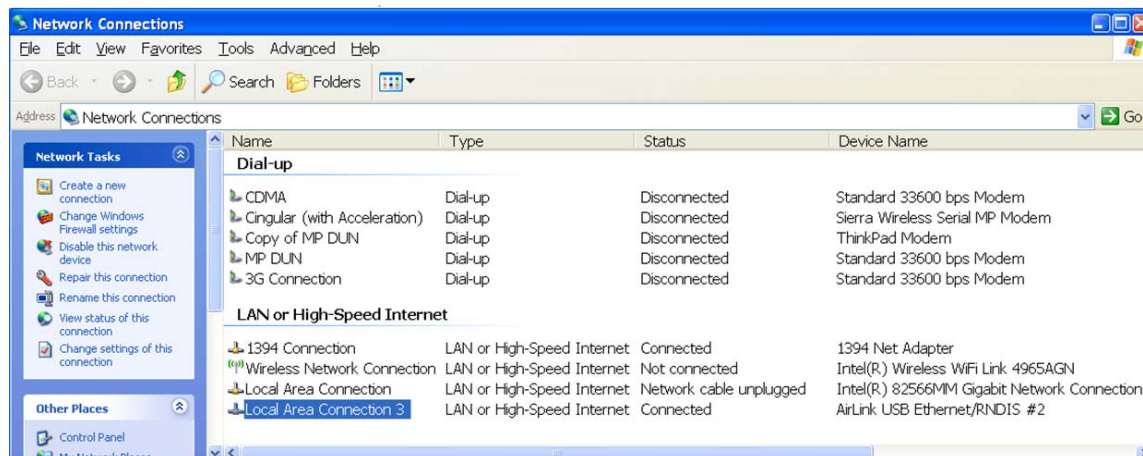 Network Connections
File Edit View Favorites Tools Advanced Help
Back Search Folders
Address Network Connections Go
Network Tasks
Create a new
connection
Change Windows
Firewall settings
Disable this network
device
Repair this connection
Rename this connection
View status of this
connection
Change settings of this
connection
Other Places
Control Panel
My Network Places
Name Type Status Device Name
Dial-up
CDMA Dial-up Disconnected Standard 33600 bps Modem
Cingular (with Acceleration) Dial-up Disconnected Sierra Wireless Serial MP Modem
Copy of MP DUN Dial-up Disconnected ThinkPad Modem
MP DUN Dial-up Disconnected Standard 33600 bps Modem
3G Connection Dial-up Disconnected Standard 33600 bps Modem
LAN or High-Speed Internet
1394 Connection LAN or High-Speed Internet Connected 1394 Net Adapter
Wireless Network Connection LAN or High-Speed Internet Not connected Intel(R) Wireless WiFi Link 4965AGN
Local Area Connection LAN or High-Speed Internet Network cable unplugged Intel(R) 82566MM Gigabit Network Connection
Local Area Connection 3 LAN or High-Speed Internet Connected AirLink USB Ethernet/RNDIS #2